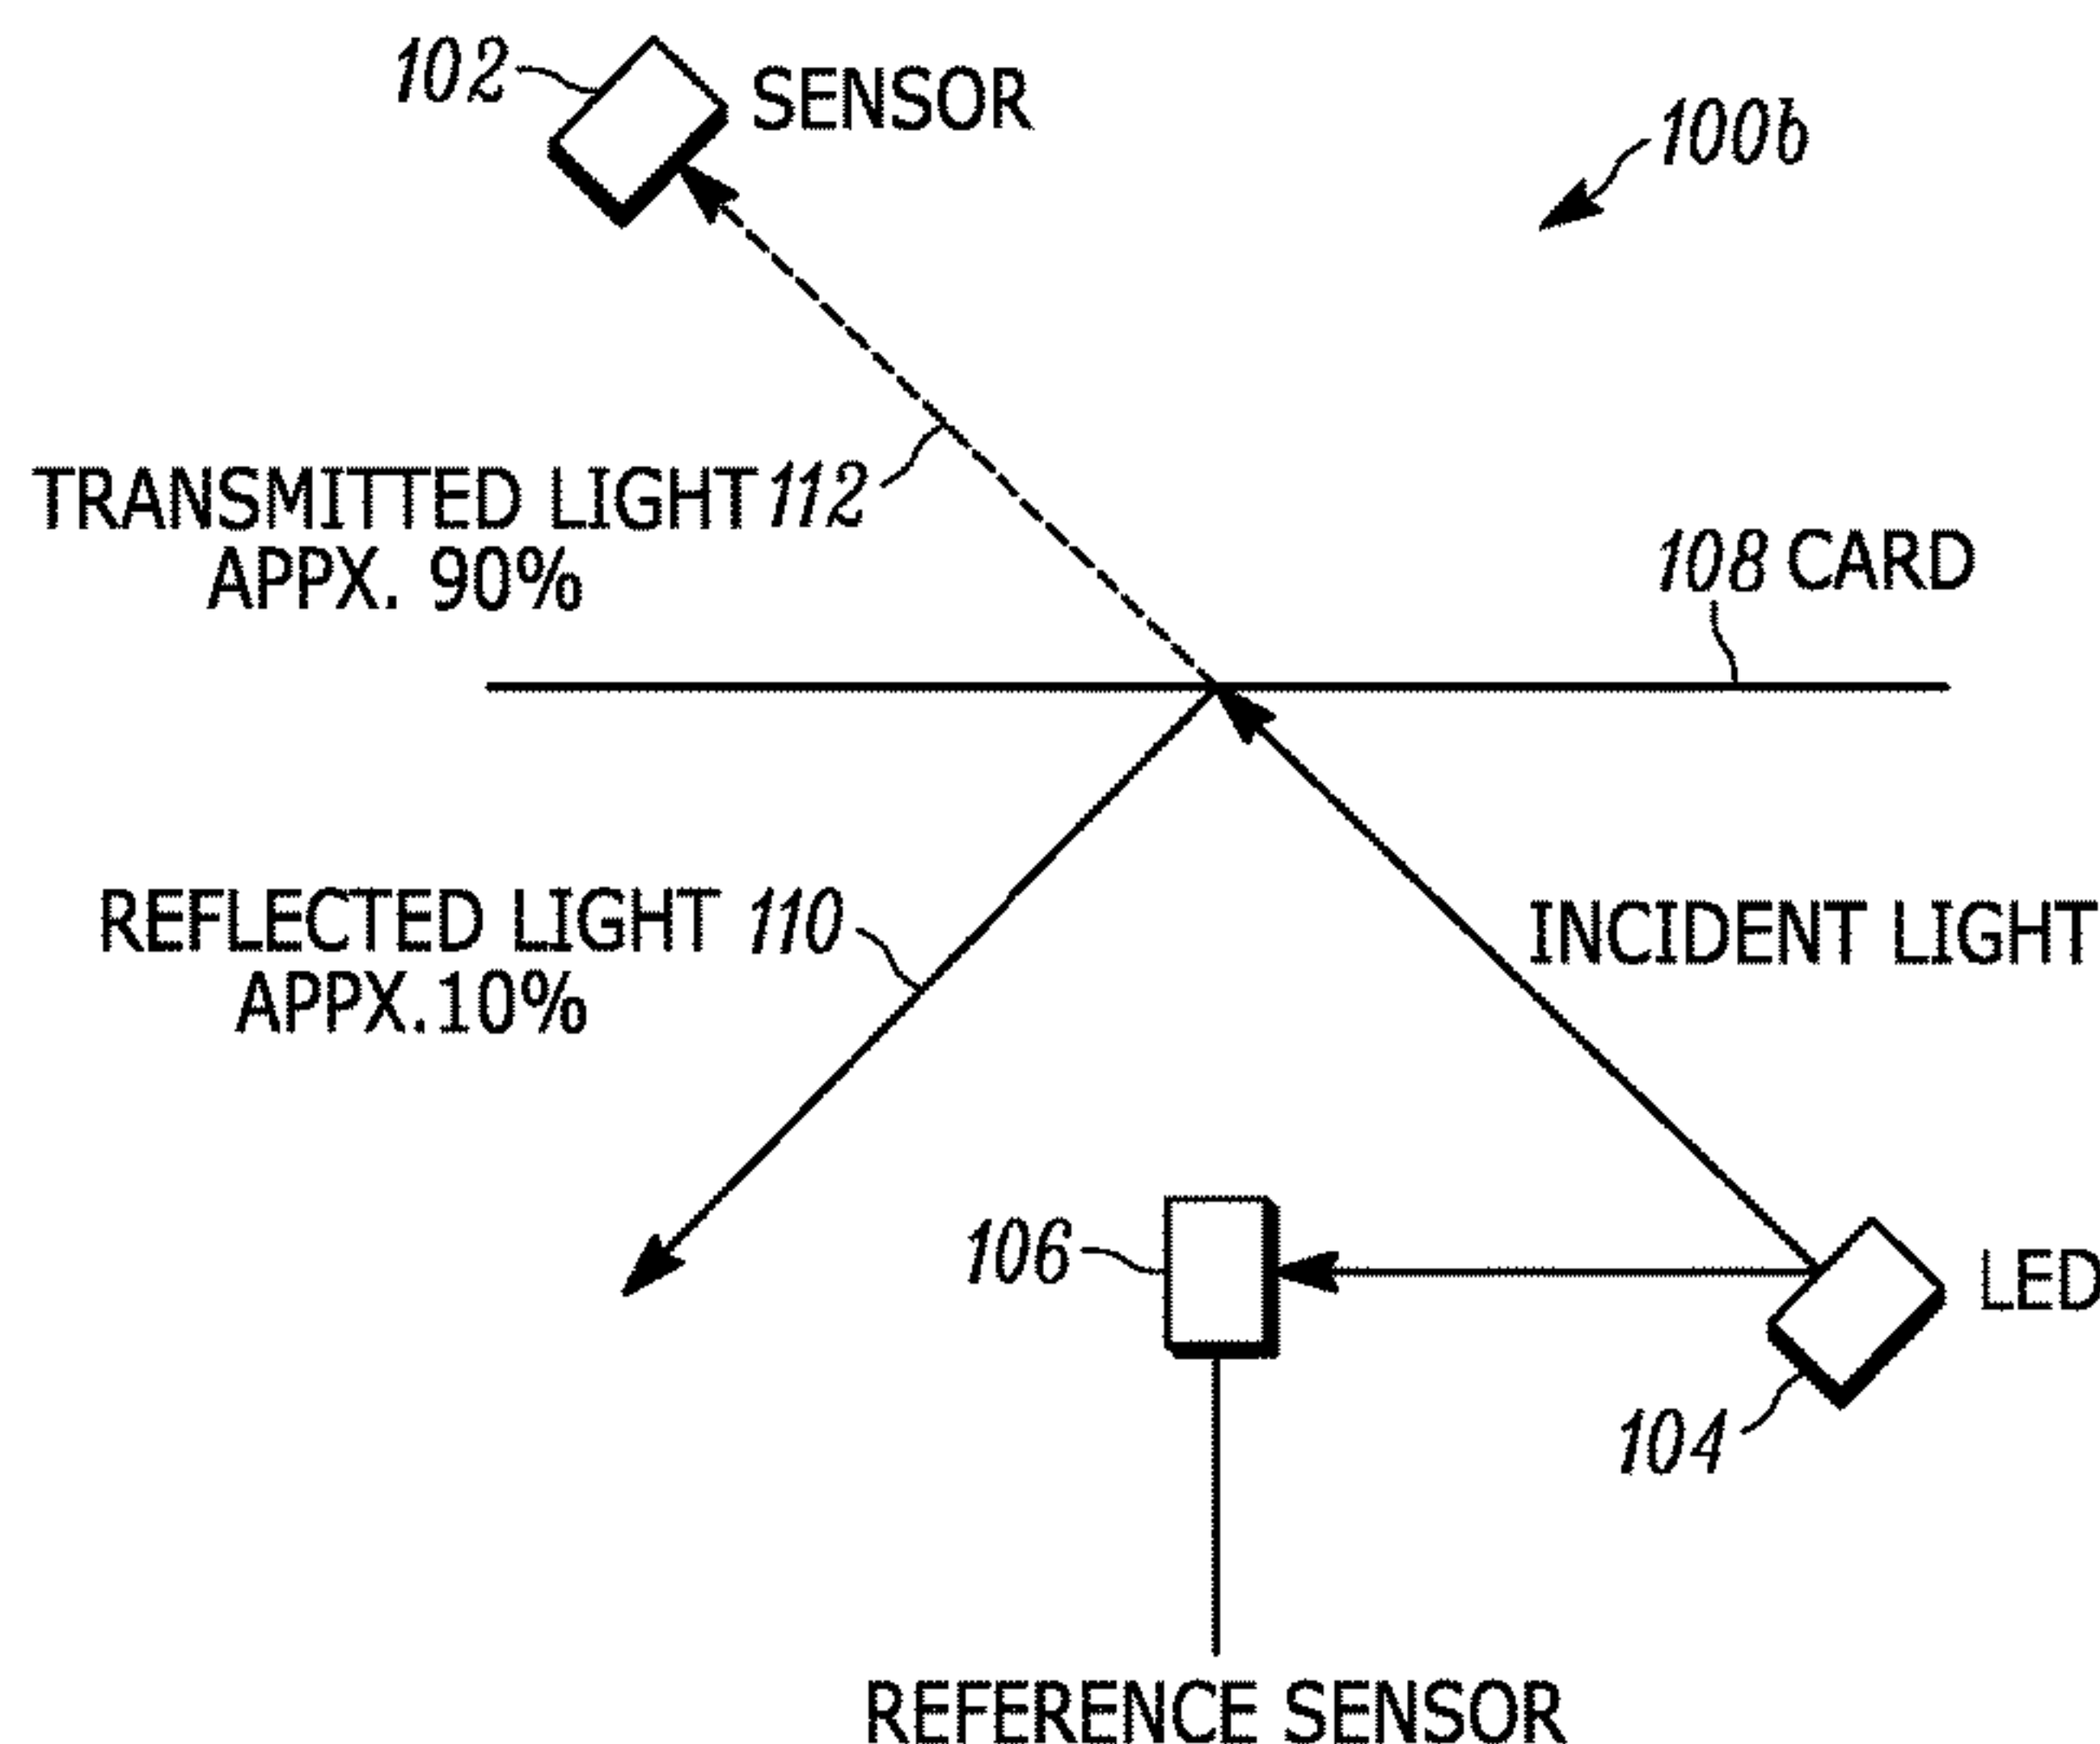 102 SENSOR
100b
TRANSMITTED LIGHT 112
APPX. 90%
108 CARD
REFLECTED LIGHT 110
APPX.10%
INCIDENT LIGHT
106
LED
104
REFERENCE SENSOR